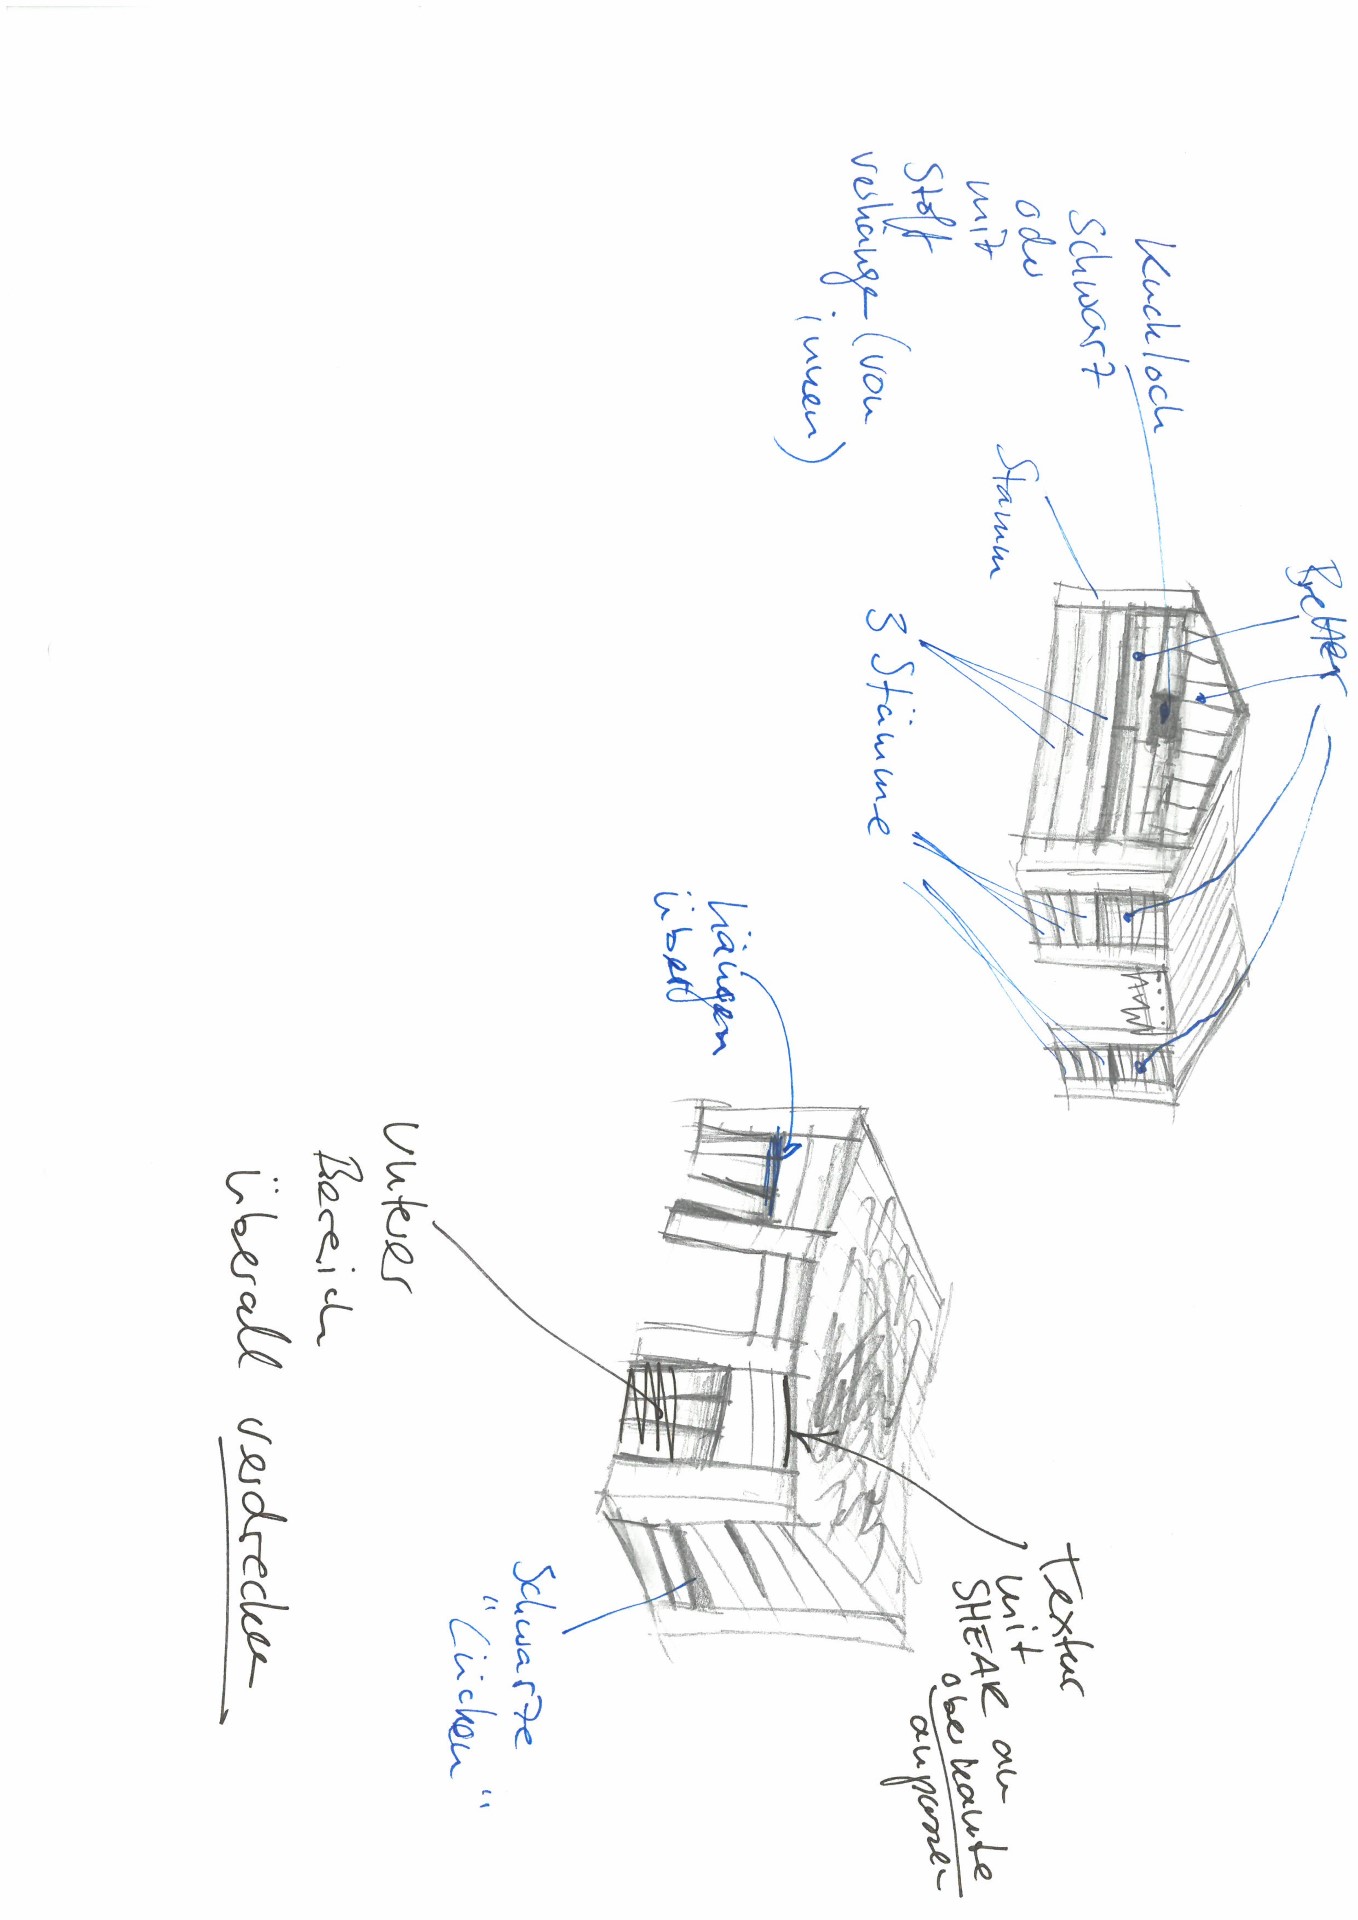 Bretter
Kuckloch
Schwarz
oder
mit
Stoff
verhänge (von
innen)
Stamm
3 Stämme
hängen
über
Textur
mit
SHEAR an
oberkante
anpassen
Schwarze
"Lücken"
Unterer
Bereich
überall verdrecken